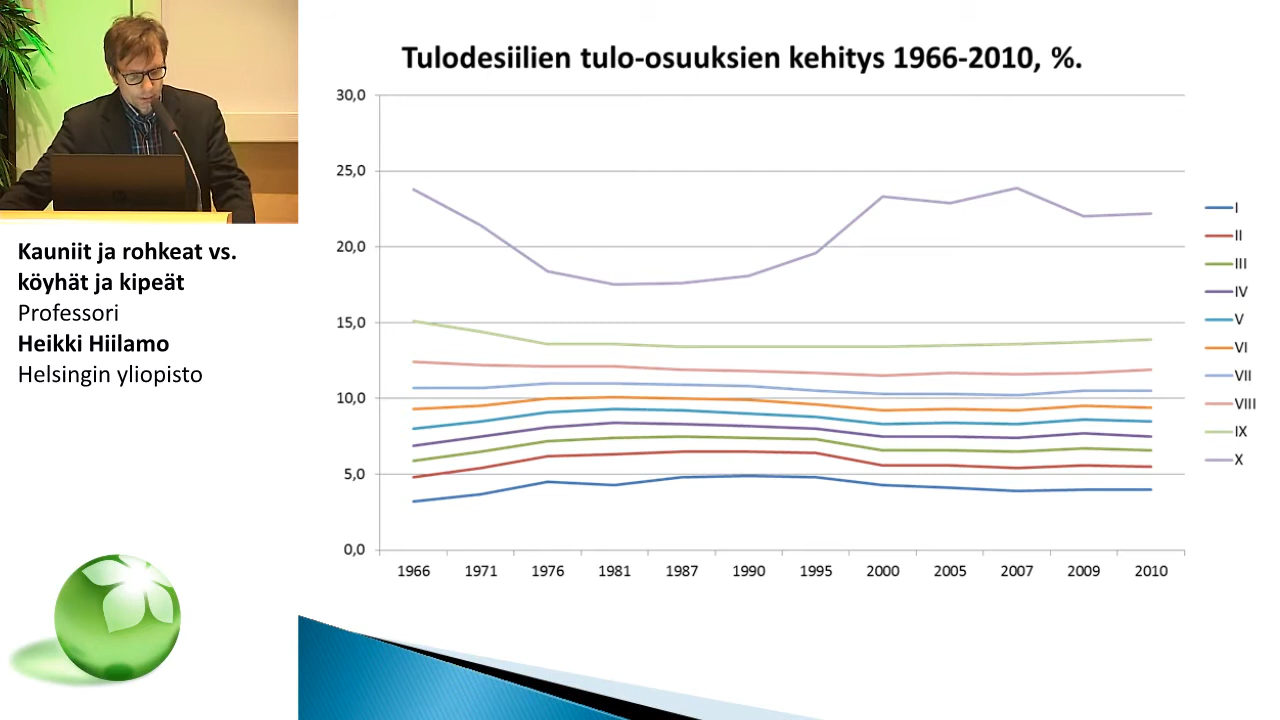 Tulodesiilien tulo-osuuksien kehitys 1966-2010, %.
30,0
25,0
20,0
15,0
10,0
5,0
0,0
1966 1971 1976 1981 1987 1990 1995 2000 2005 2007 2009 2010
I
II
III
IV
V
VI
VII
VIII
IX
X
Kauniit ja rohkeat vs.
köyhät ja kipeät
Professori
Heikki Hiilamo
Helsingin yliopisto